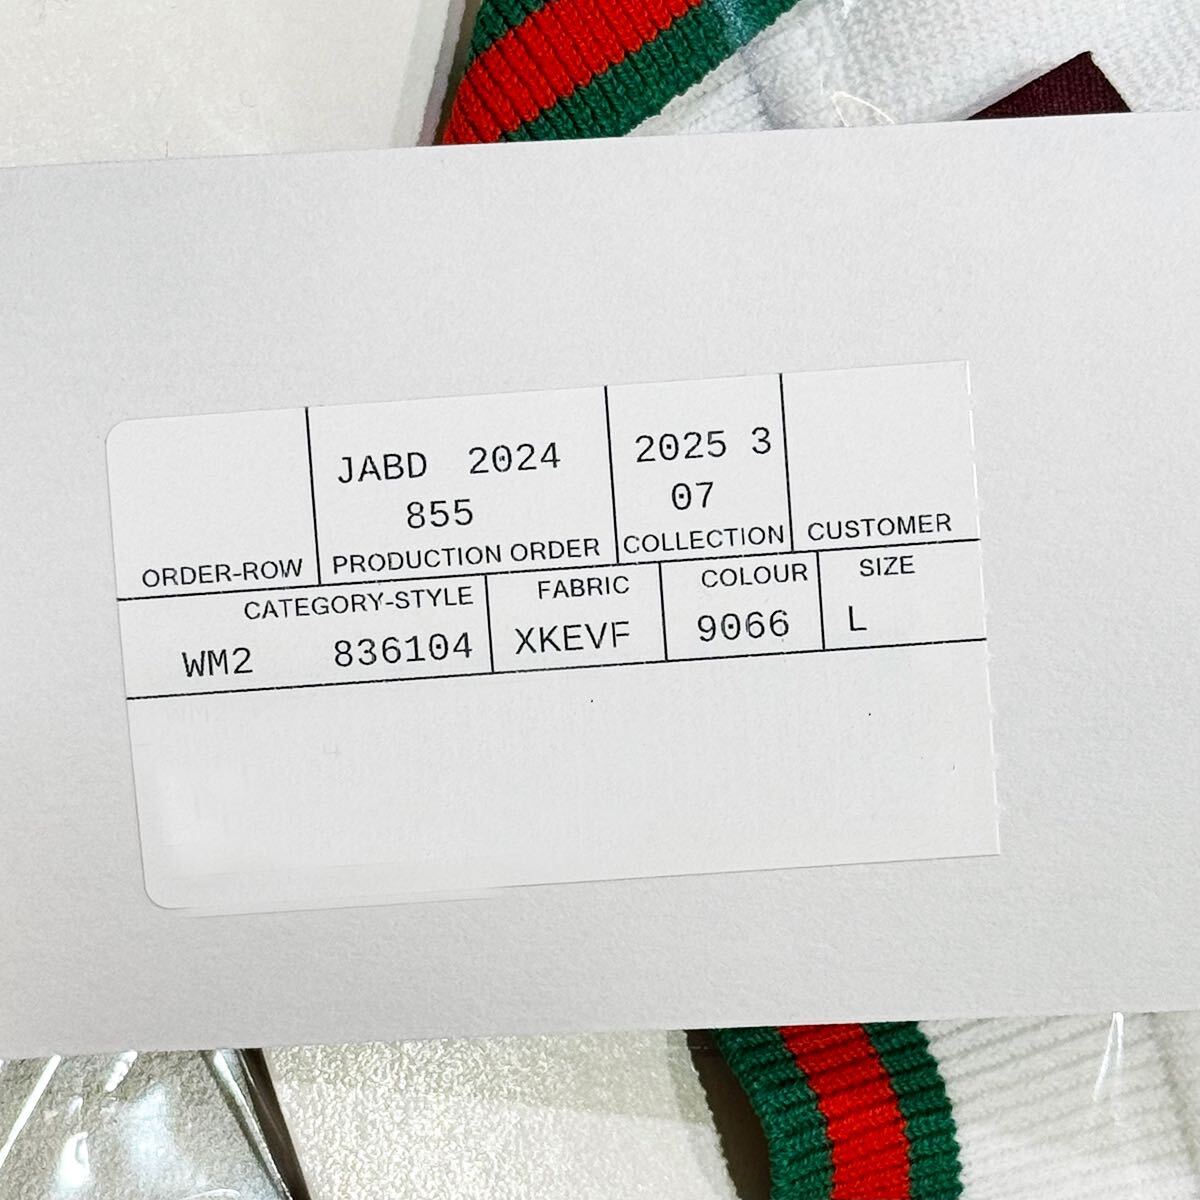 JABD 2024
855
2025 3
07
ORDER-ROW
PRODUCTION ORDER
COLLECTION
CUSTOMER
CATEGORY-STYLE
FABRIC
COLOUR
SIZE
WM2 836104
XKEVF
9066
L